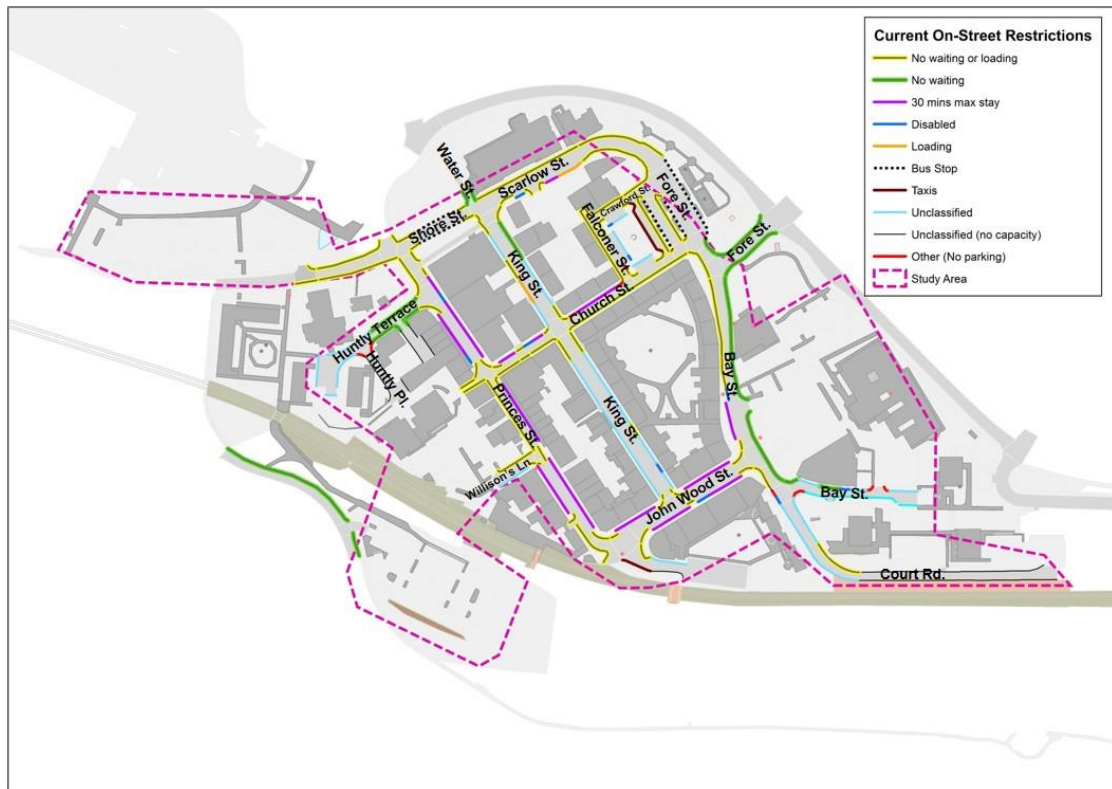 Current On-Street Restrictions
No waiting or loading
No waiting
30 mins max stay
Disabled
Loading
Bus Stop
Taxis
Unclassified
Unclassified (no capacity)
Other (No parking)
Study Area
Water St.
Scarlow St.
Shore St.
Fore St.
Crawford St.
Falconer St.
Fore St.
King St.
Church St.
Huntly Terrace
Huntly Pl.
Bay St.
Princes St.
King St.
Willison's Ln.
John Wood St.
Bay St.
Court Rd.